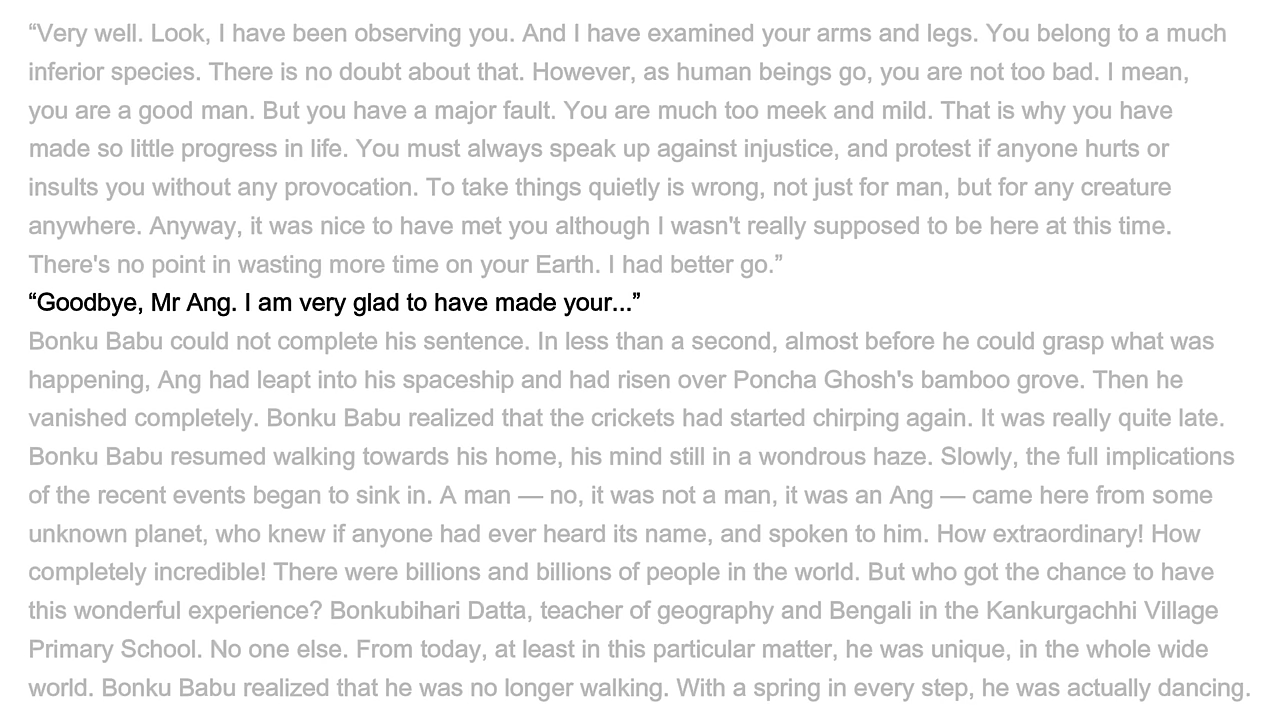 “Very well. Look, I have been observing you. And I have examined your arms and legs. You belong to a much
inferior species. There is no doubt about that. However, as human beings go, you are not too bad. I mean,
you are a good man. But you have a major fault. You are much too meek and mild. That is why you have
made so little progress in life. You must always speak up against injustice, and protest if anyone hurts or
insults you without any provocation. To take things quietly is wrong, not just for man, but for any creature
anywhere. Anyway, it was nice to have met you although I wasn't really supposed to be here at this time.
There's no point in wasting more time on your Earth. I had better go.”
“Goodbye, Mr Ang. I am very glad to have made your...”
Bonku Babu could not complete his sentence. In less than a second, almost before he could grasp what was
happening, Ang had leapt into his spaceship and had risen over Poncha Ghosh's bamboo grove. Then he
vanished completely. Bonku Babu realized that the crickets had started chirping again. It was really quite late.
Bonku Babu resumed walking towards his home, his mind still in a wondrous haze. Slowly, the full implications
of the recent events began to sink in. A man — no, it was not a man, it was an Ang — came here from some
unknown planet, who knew if anyone had ever heard its name, and spoken to him. How extraordinary! How
completely incredible! There were billions and billions of people in the world. But who got the chance to have
this wonderful experience? Bonkubihari Datta, teacher of geography and Bengali in the Kankurgachhi Village
Primary School. No one else. From today, at least in this particular matter, he was unique, in the whole wide
world. Bonku Babu realized that he was no longer walking. With a spring in every step, he was actually dancing.